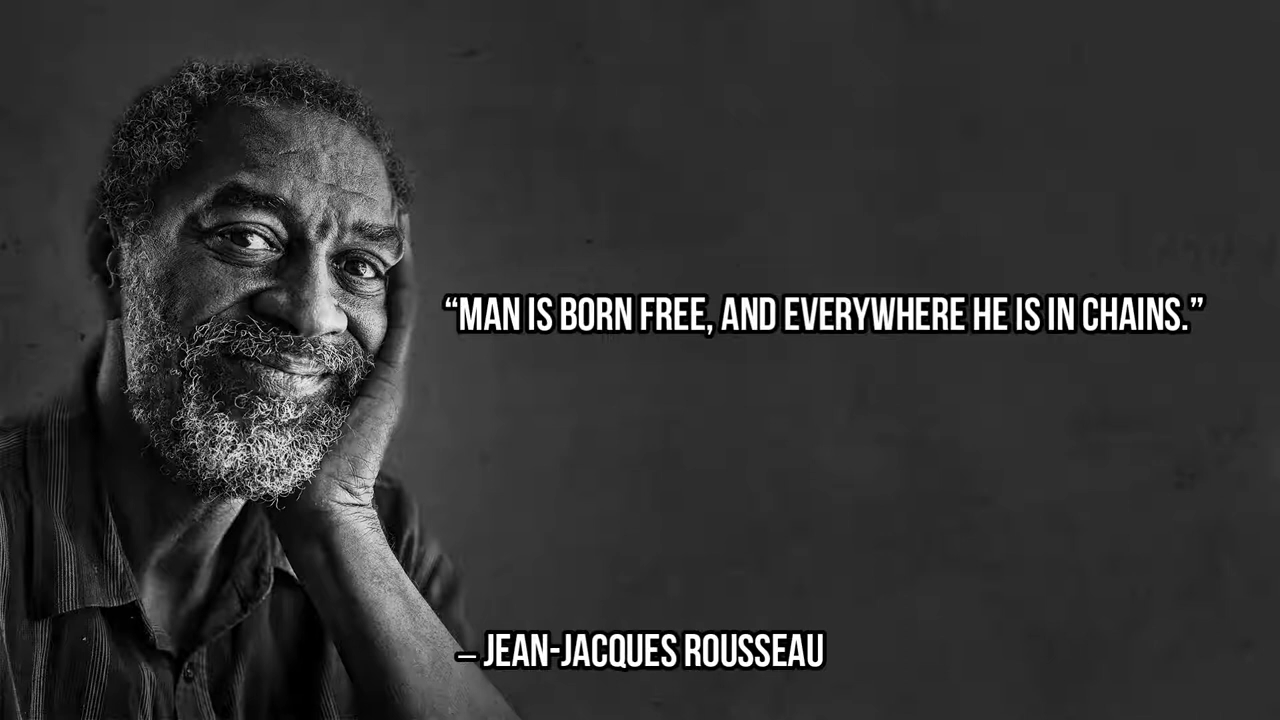 “MAN IS BORN FREE, AND EVERYWHERE HE IS IN CHAINS.”
– JEAN-JACQUES ROUSSEAU